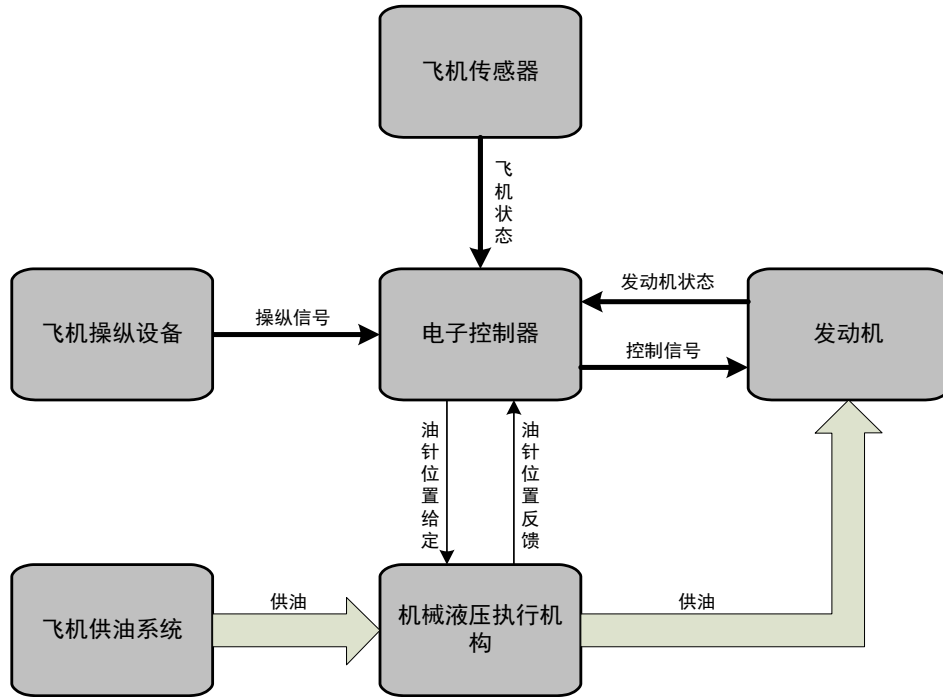 飞机传感器
飞机状态
飞机操纵设备
操纵信号
电子控制器
发动机状态
控制信号
发动机
油针位置给定
油针位置反馈
飞机供油系统
供油
机械液压执行机
构
供油